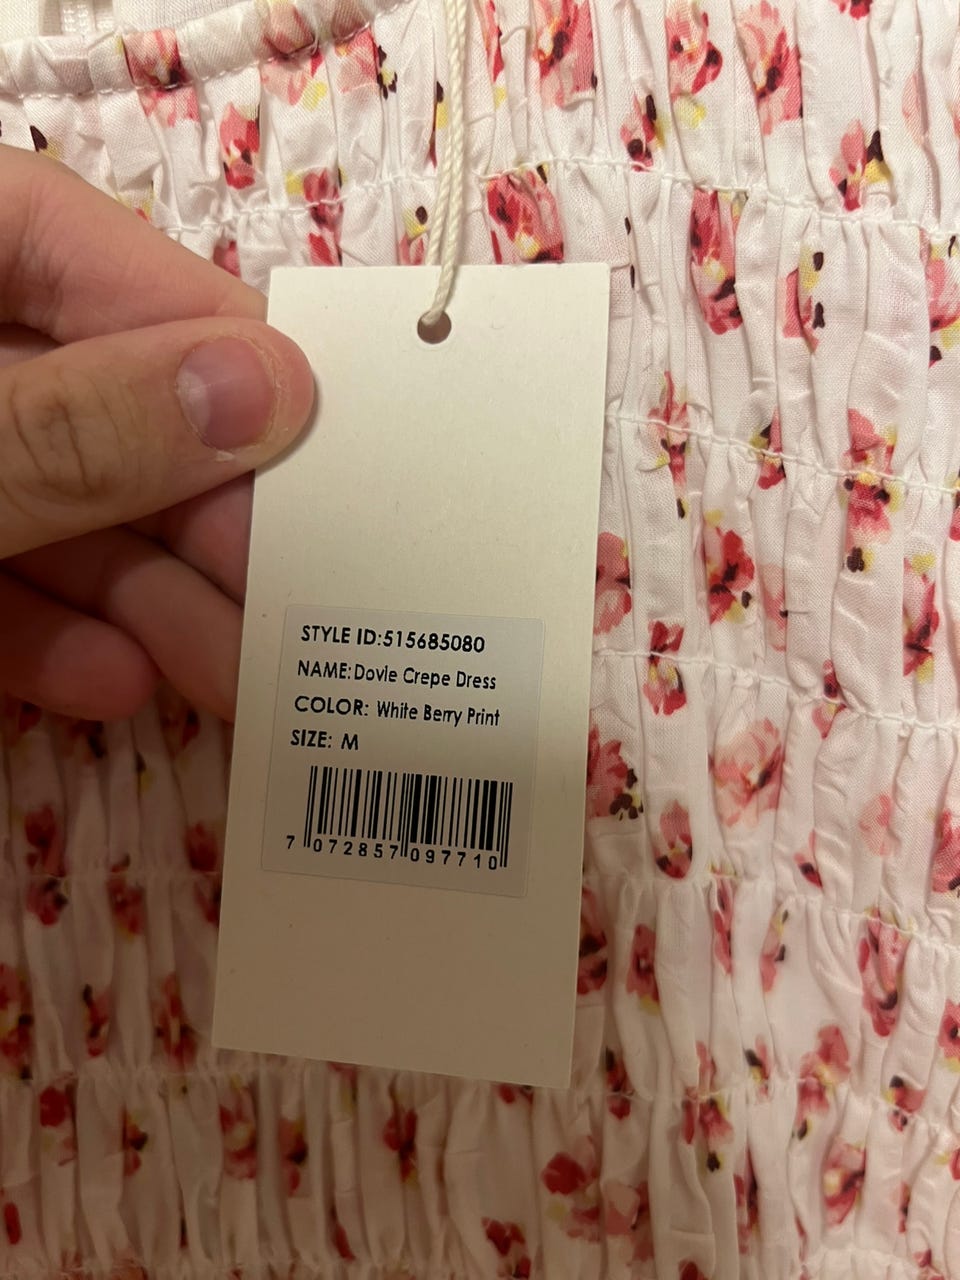 STYLE ID:515685080
NAME:Dovie Crepe Dress
COLOR: White Berry Print
SIZE: M
7 072857 097710